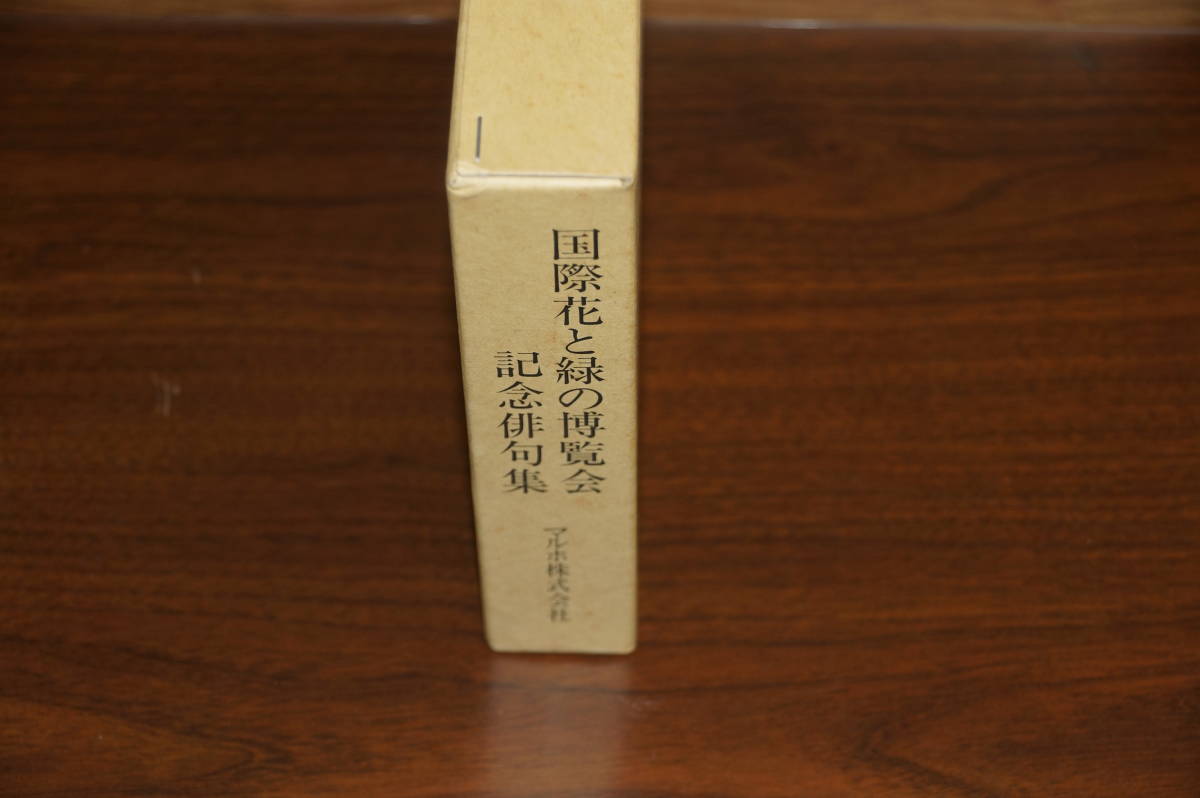 国際花と緑の博覧会
記念俳句集
マルホ株式会社